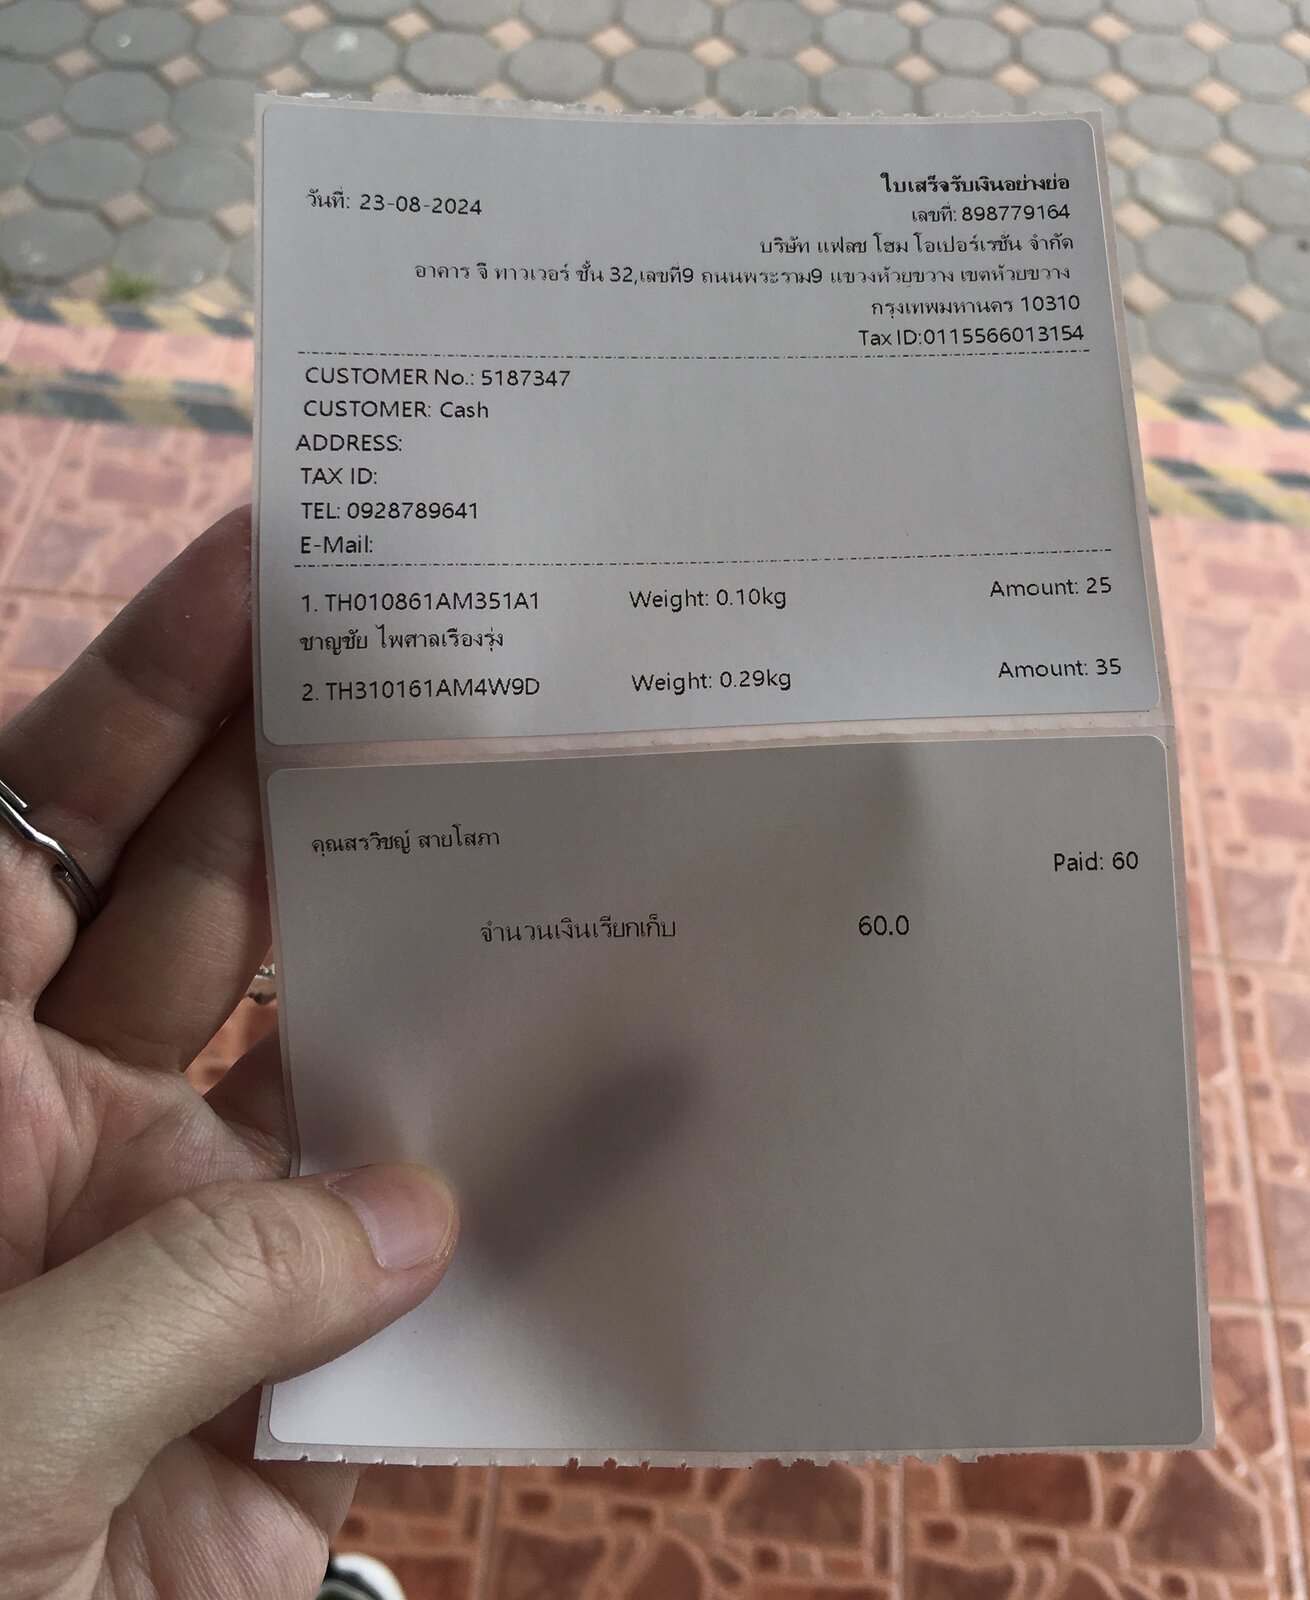 วันที่: 23-08-2024
ใบเสร็จรับเงินอย่างย่อ
เลขที่: 898779164
บริษัท แฟลช โฮม โอเปอร์เรชั่น จำกัด
อาคาร จี ทาวเวอร์ ชั้น 32,เลขที่9 ถนนพระราม9 แขวงห้วยขวาง เขตห้วยขวาง
กรุงเทพมหานคร 10310
Tax ID:0115566013154
CUSTOMER No.: 5187347
CUSTOMER: Cash
ADDRESS:
TAX ID:
TEL: 0928789641
E-Mail:
1. TH010861AM351A1 Weight: 0.10kg Amount: 25
ชาญชัย ไพศาลเรืองรุ่ง
2. TH310161AM4W9D Weight: 0.29kg Amount: 35
คุณสรวิชญ์ สายโสภา
Paid: 60
จำนวนเงินเรียกเก็บ 60.0